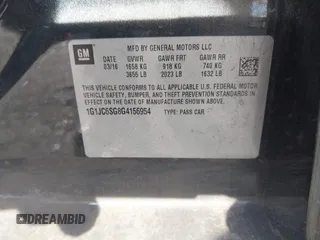 GM
MFD BY GENERAL MOTORS LLC
03/16 GVWR GAWR FRT GAWR RR
1658 KG 918 KG 740 KG
3655 LB 2023 LB 1632 LB
THIS VEHICLE CONFORMS TO ALL APPLICABLE U.S. FEDERAL MOTOR
VEHICLE SAFETY, BUMPER, AND THEFT PREVENTION STANDARDS IN
EFFECT ON THE DATE OF MANUFACTURE SHOWN ABOVE.
1G1JC6SG8G4156954 TYPE: PASS CAR
DREAMBID